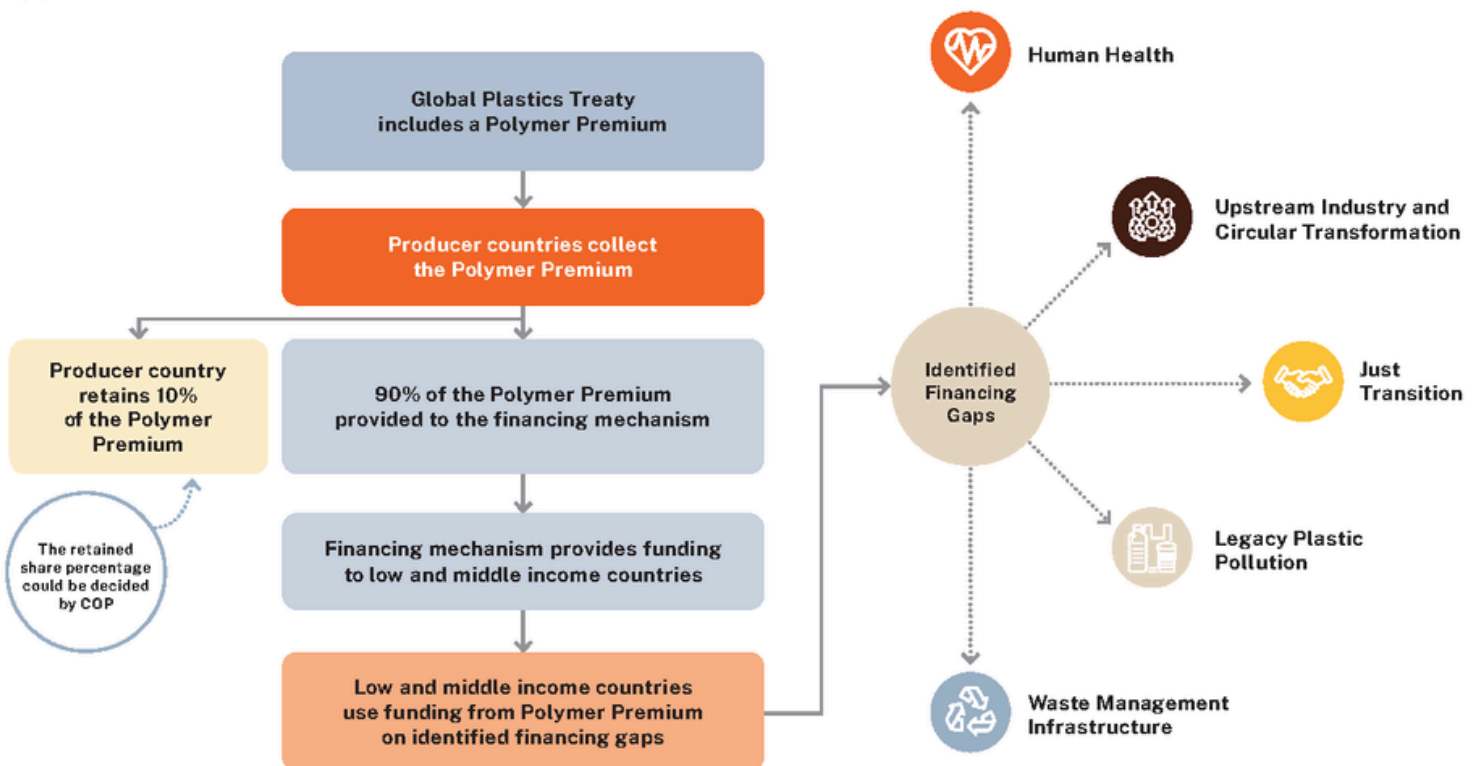 Global Plastics Treaty
includes a Polymer Premium
Producer countries collect
the Polymer Premium
Producer country
retains 10%
of the Polymer
Premium
90% of the Polymer Premium
provided to the financing mechanism
The retained
share percentage
could be decided
by COP
Financing mechanism provides funding
to low and middle income countries
Low and middle income countries
use funding from Polymer Premium
on identified financing gaps
Identified
Financing
Gaps
Human Health
Upstream Industry and
Circular Transformation
Just
Transition
Legacy Plastic
Pollution
Waste Management
Infrastructure